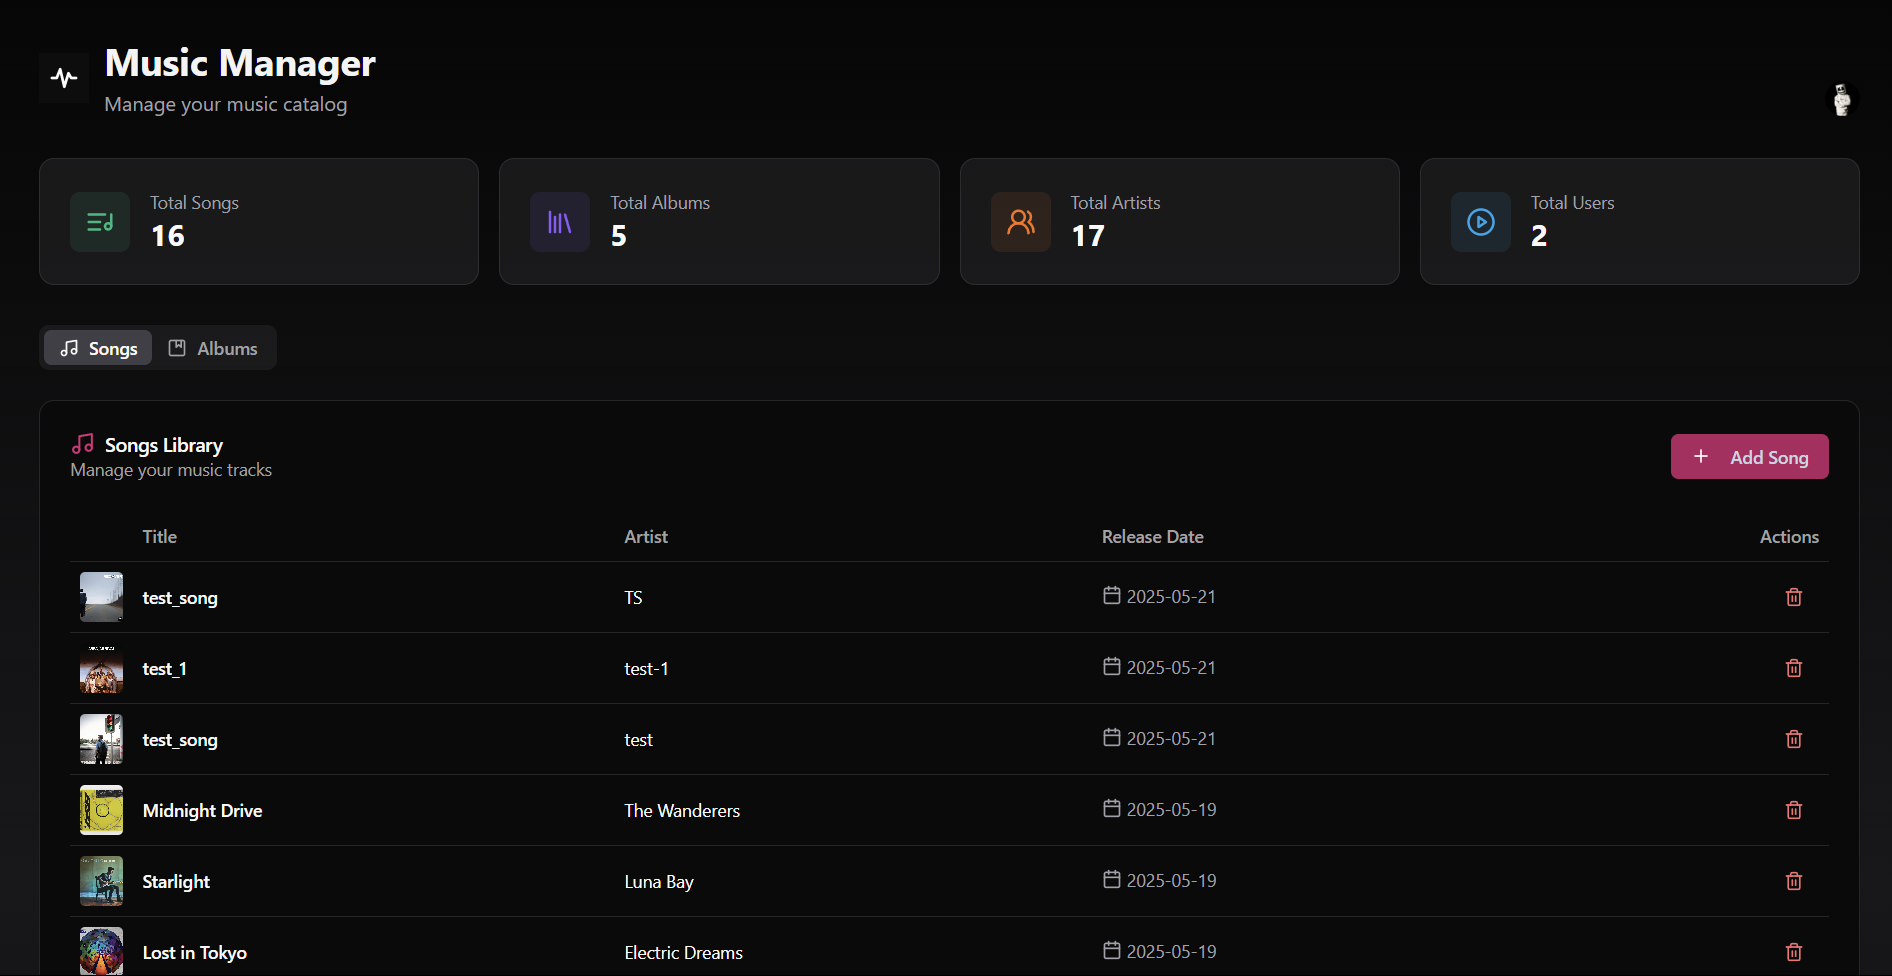 Music Manager
Manage your music catalog
Total Songs
16
Total Albums
5
Total Artists
17
Total Users
2
Songs
Albums
Songs Library
Manage your music tracks
Add Song
Title Artist Release Date Actions
test_song TS 2025-05-21
test_1 test-1 2025-05-21
test_song test 2025-05-21
Midnight Drive The Wanderers 2025-05-19
Starlight Luna Bay 2025-05-19
Lost in Tokyo Electric Dreams 2025-05-19